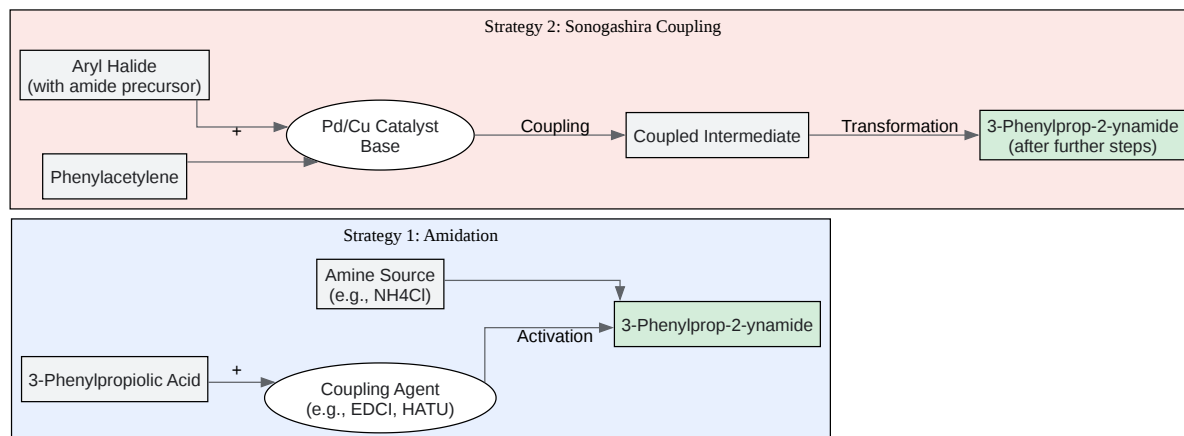 Strategy 2: Sonogashira Coupling
Aryl Halide
(with amide precursor)
+
Phenylacetylene
Pd/Cu Catalyst
Base
Coupling
Coupled Intermediate
Transformation
3-Phenylprop-2-ynamide
(after further steps)
Strategy 1: Amidation
Amine Source
(e.g., NH4Cl)
3-Phenylpropiolic Acid
+
Coupling Agent
(e.g., EDCI, HATU)
Activation
3-Phenylprop-2-ynamide